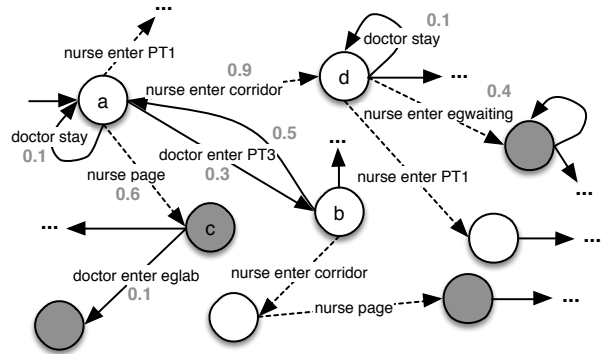 ...
0.1
nurse enter PT1
doctor stay
...
0.9
d
0.4
nurse enter corridor
nurse enter egwaiting
a
0.5
...
doctor stay
0.1
doctor enter PT3
0.3
nurse page
0.6
nurse enter PT1
...
b
...
c
...
doctor enter eglab
0.1
nurse enter corridor
nurse page
...